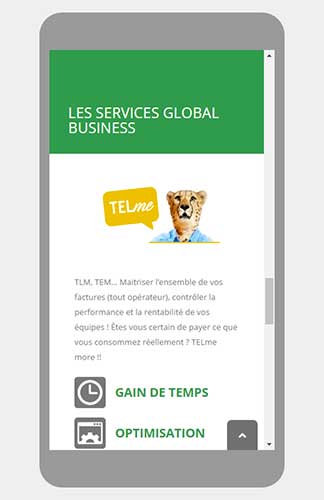 LES SERVICES GLOBAL
BUSINESS
TELme
TLM, TEM... Maitriser l'ensemble de vos
factures (tout opérateur), contrôler la
performance et la rentabilité de vos
équipes ! Êtes vous certain de payer ce que
vous consommez réellement ? TELme
more !!
GAIN DE TEMPS
OPTIMISATION